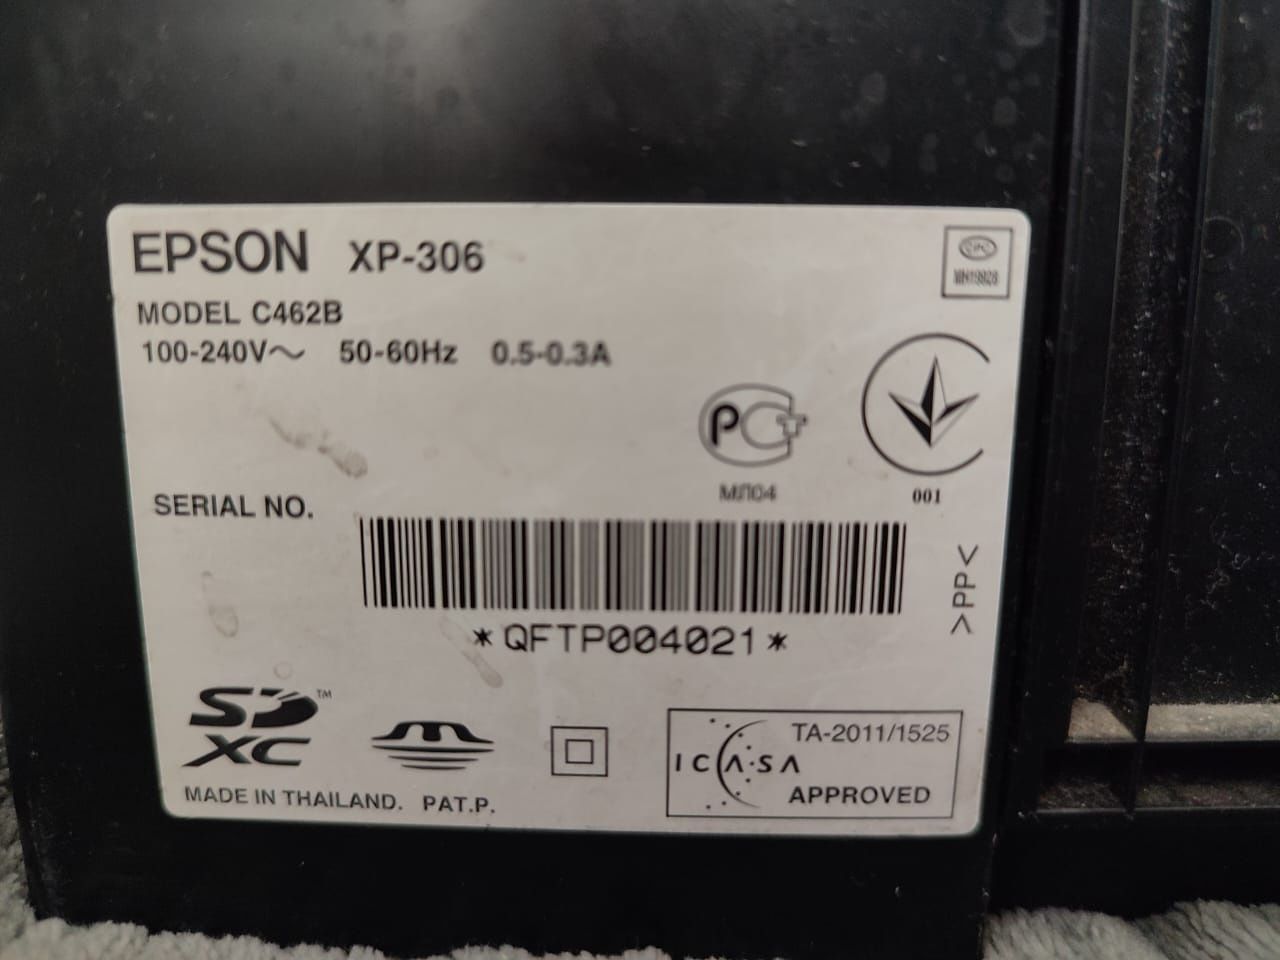 EPSON XP-306
MODEL C462B
100-240V~ 50-60Hz 0.5-0.3A
МЛ04
001
SERIAL NO.
*QFTP004021*
>PP<
SD™
XC
MADE IN THAILAND. PAT.P.
TA-2011/1525
ICASA
APPROVED